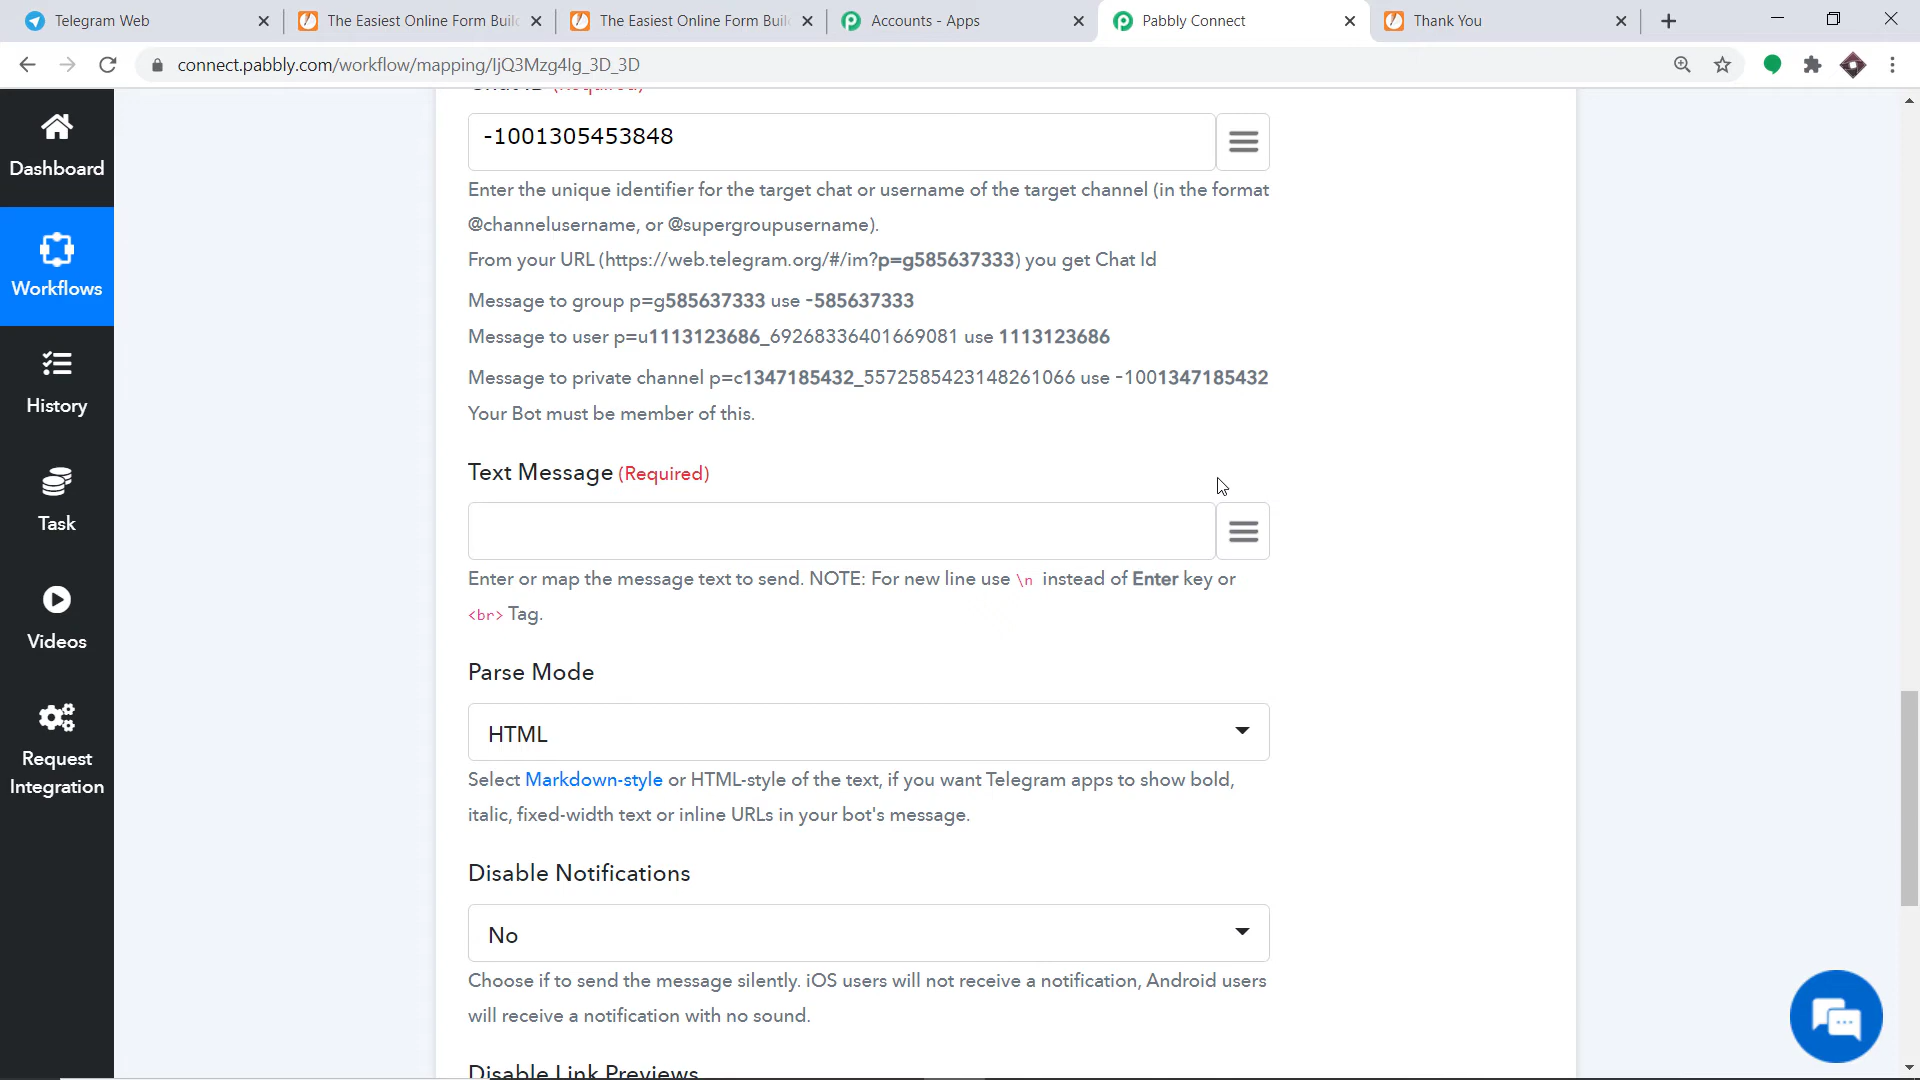 Telegram Web
The Easiest Online Form Buil
The Easiest Online Form Buil
Accounts - Apps
Pabbly Connect
Thank You
connect.pabbly.com/workflow/mapping/IjQ3Mzg4Ig_3D_3D
Dashboard
Workflows
History
Task
Videos
Request
Integration
Chat ID (Required)
-1001305453848
Enter the unique identifier for the target chat or username of the target channel (in the format
@channelusername, or @supergroupusername).
From your URL (https://web.telegram.org/#/im?p=g585637333) you get Chat Id
Message to group p=g585637333 use -585637333
Message to user p=u1113123686_69268336401669081 use 1113123686
Message to private channel p=c1347185432_5572585423148261066 use -1001347185432
Your Bot must be member of this.
Text Message (Required)
Enter or map the message text to send. NOTE: For new line use \n instead of Enter key or
<br> Tag.
Parse Mode
HTML
Select Markdown-style or HTML-style of the text, if you want Telegram apps to show bold,
italic, fixed-width text or inline URLs in your bot's message.
Disable Notifications
No
Choose if to send the message silently. iOS users will not receive a notification, Android users
will receive a notification with no sound.
Disable Link Previews